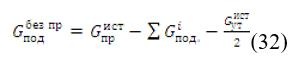 G_под^без пр = G_пр^ист − ∑ G_под.^i − G_ут^ист / 2 (32)